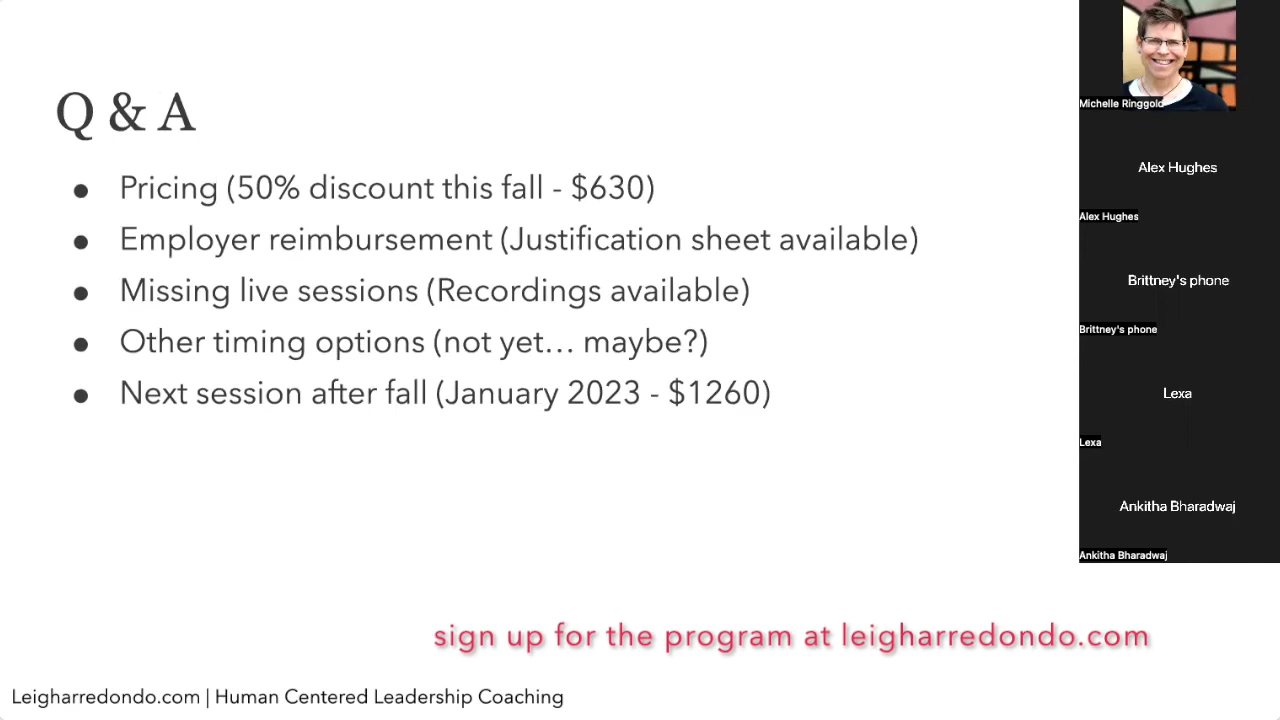 Q & A
● Pricing (50% discount this fall - $630)
● Employer reimbursement (Justification sheet available)
● Missing live sessions (Recordings available)
● Other timing options (not yet… maybe?)
● Next session after fall (January 2023 - $1260)
sign up for the program at leigharredondo.com
Leigharredondo.com | Human Centered Leadership Coaching
Michelle Ringgold
Alex Hughes
Alex Hughes
Brittney's phone
Brittney's phone
Lexa
Lexa
Ankitha Bharadwaj
Ankitha Bharadwaj